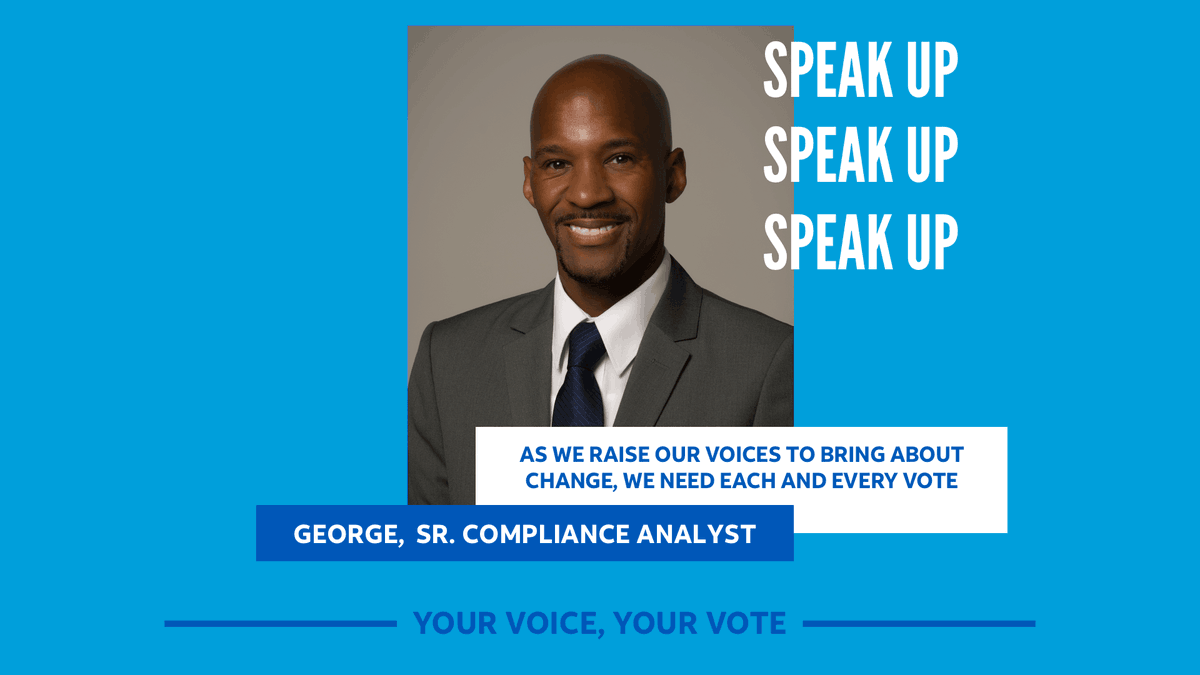 SPEAK UP
SPEAK UP
SPEAK UP
AS WE RAISE OUR VOICES TO BRING ABOUT
CHANGE, WE NEED EACH AND EVERY VOTE
GEORGE, SR. COMPLIANCE ANALYST
YOUR VOICE, YOUR VOTE